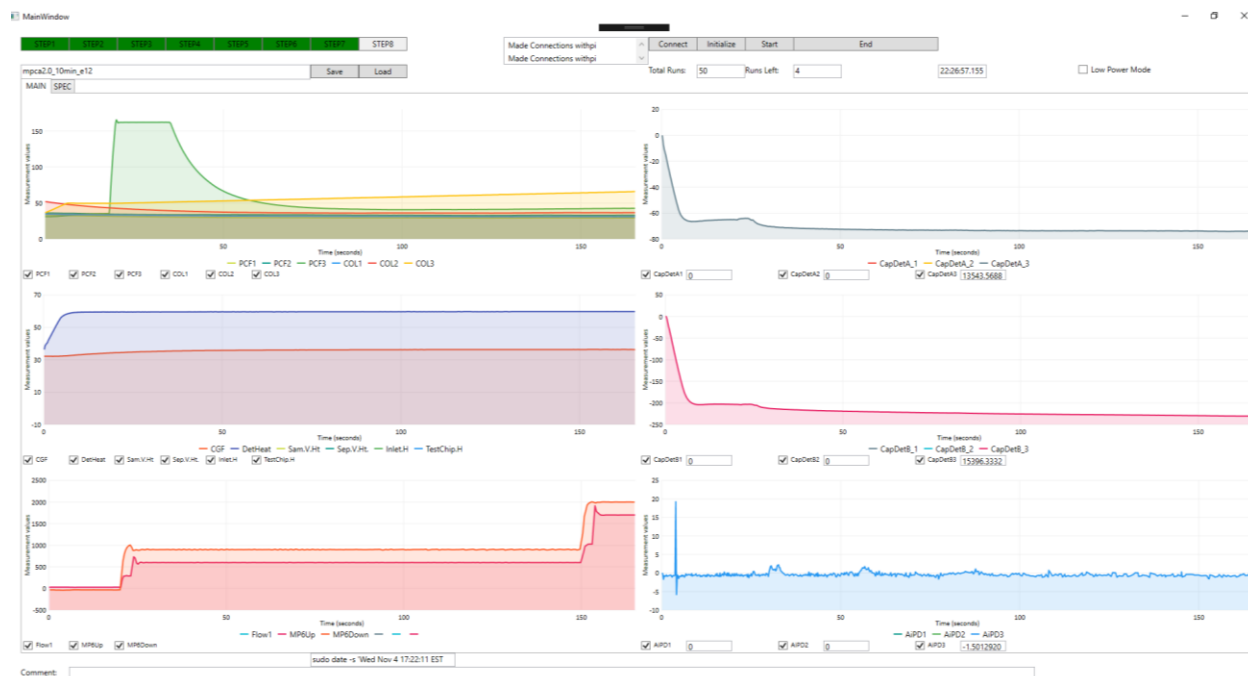 MainWindow
STEP1 STEP2 STEP3 STEP4 STEP5 STEP6 STEP7 STEP8
Made Connections withpi
Made Connections withpi
Connect Initialize Start End
mpca2.0_10min_e12 Save Load
Total Runs: 50 Runs Left: 4 22:26:57.155 Low Power Mode
MAIN SPEC
Measurement values
150
100
50
0
50 100 150
Time (seconds)
PCF1 PCF2 PCF3 COL1 COL2 COL3
PCF1 PCF2 PCF3 COL1 COL2 COL3
Measurement values
20
0
-20
-40
-60
-80
0 50 100 150
Time (seconds)
CapDetA_1 CapDetA_2 CapDetA_3
CapDetA1 0 CapDetA2 0 CapDetA3 13543.5688
Measurement values
70
50
30
10
-10
0 50 100 150
Time (seconds)
CGF DetHeat Sam.V.Ht Sep.V.Ht. Inlet.H TestChip.H
CGF DetHeat Sam.V.Ht Sep.V.Ht. Inlet.H TestChip.H
Measurement values
50
0
-50
-100
-150
-200
-250
0 50 100 150
Time (seconds)
CapDetB_1 CapDetB_2 CapDetB_3
CapDetB1 0 CapDetB2 0 CapDetB3 15396.3332
Measurement values
2500
2000
1500
1000
500
0
-500
0 50 100 150
Time (seconds)
Flow1 MP6Up MP6Down
Flow1 MP6Up MP6Down
Measurement values
25
20
15
10
5
0
-5
-10
0 50 100 150
Time (seconds)
AiPD1 AiPD2 AiPD3
AiPD1 0 AiPD2 0 AiPD3 -1.5012920
sudo date -s 'Wed Nov 4 17:22:11 EST
Comment: